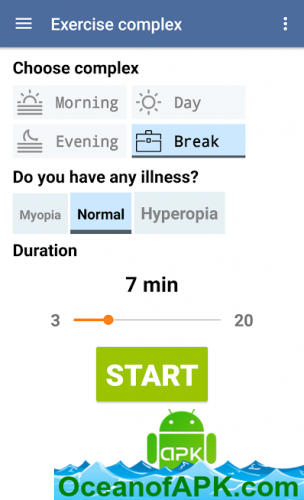 Exercise complex
Choose complex
Morning Day
Evening Break
Do you have any illness?
Myopia Normal Hyperopia
Duration
7 min
3 20
START
apk
OceanofAPK.com